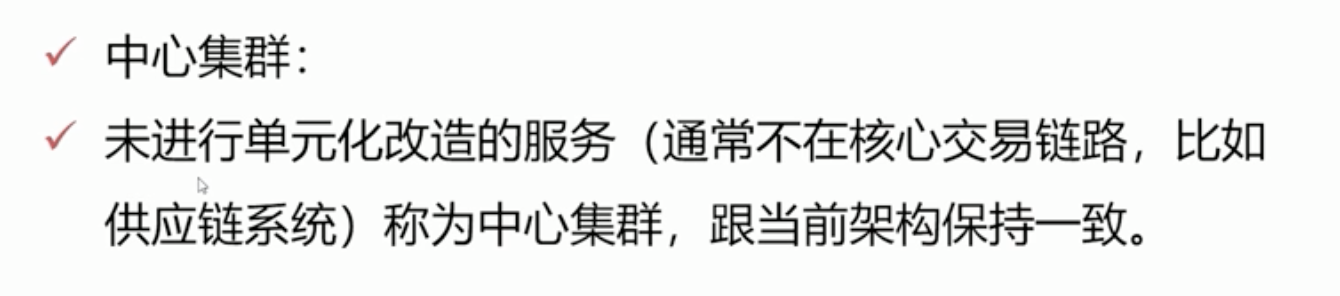 ✓ 中心集群：
✓ 未进行单元化改造的服务（通常不在核心交易链路，比如
供应链系统）称为中心集群，跟当前架构保持一致。